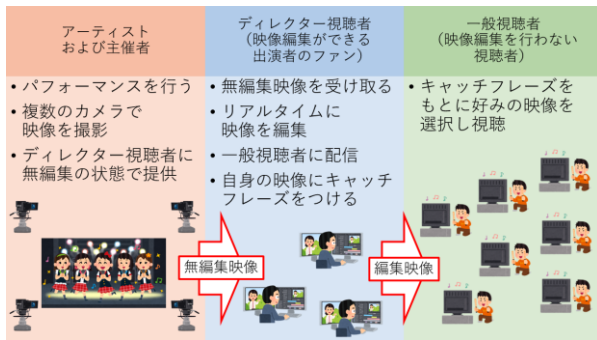 アーティスト
および主催者
• パフォーマンスを行う
• 複数のカメラで
映像を撮影
• ディレクター視聴者に
無編集の状態で提供
ディレクター視聴者
（映像編集ができる
出演者のファン）
• 無編集映像を受け取る
• リアルタイムに
映像を編集
• 一般視聴者に配信
• 自身の映像にキャッチ
フレーズをつける
一般視聴者
（映像編集を行わない
視聴者）
• キャッチフレーズを
もとに好みの映像を
選択し視聴
無編集映像
編集映像